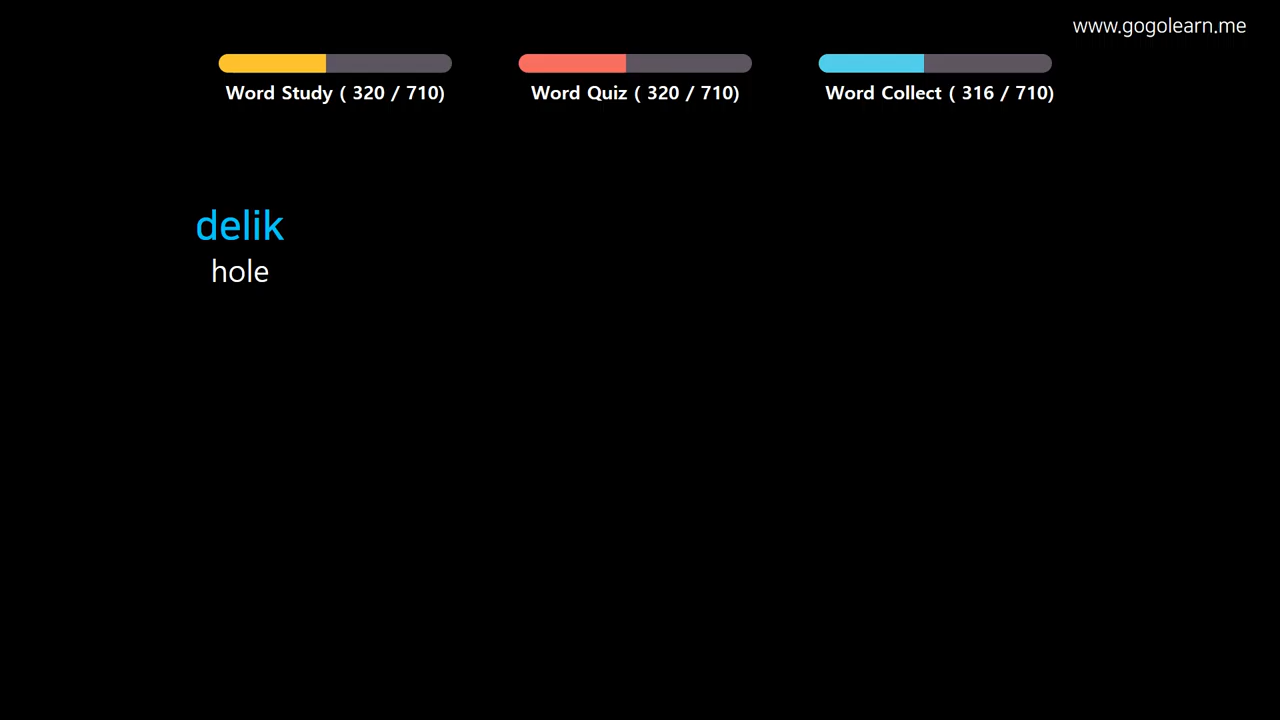 www.gogolearn.me
Word Study ( 320 / 710)
Word Quiz ( 320 / 710)
Word Collect ( 316 / 710)
delik
hole